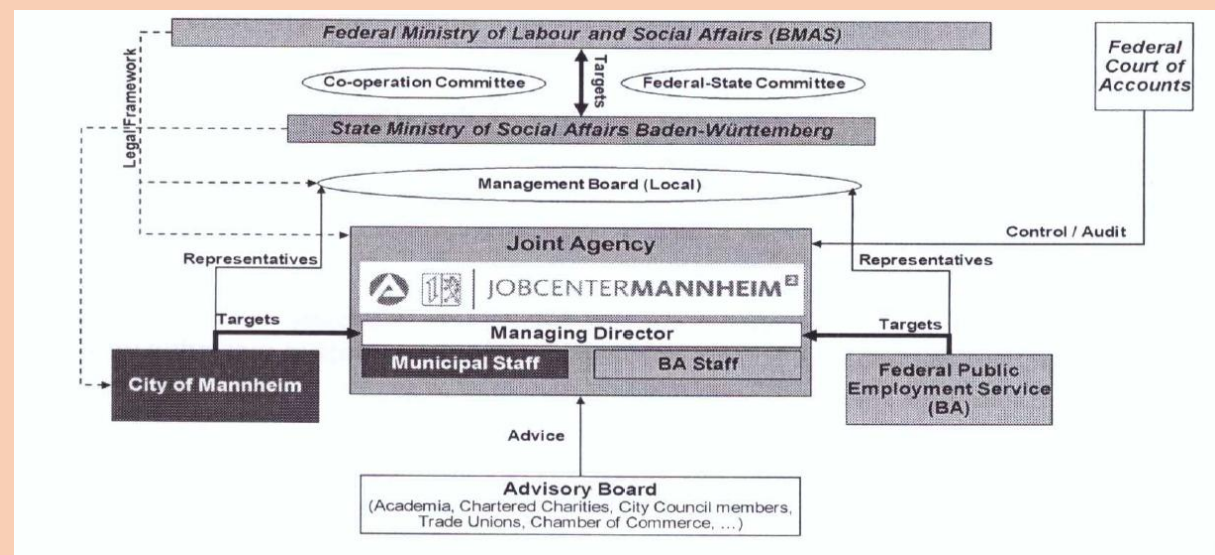 Federal Ministry of Labour and Social Affairs (BMAS)
Federal
Court of
Accounts
Co-operation Committee
Targets
Federal-State Committee
Legal Framework
State Ministry of Social Affairs Baden-Württemberg
Management Board (Local)
Joint Agency
Control / Audit
Representatives
Representatives
JOBCENTERMANNHEIM
Targets
Managing Director
Targets
Municipal Staff
BA Staff
City of Mannheim
Federal Public
Employment Service
(BA)
Advice
Advisory Board
(Academia, Chartered Charities, City Council members,
Trade Unions, Chamber of Commerce, ...)